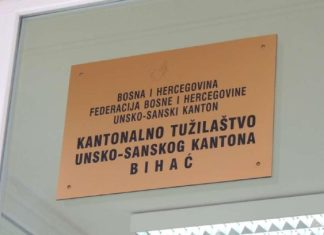 BOSNA I HERCEGOVINA
FEDERACIJA BOSNE I HERCEGOVINE
UNSKO-SANSKI KANTON
KANTONALNO TUŽILAŠTVO
UNSKO-SANSKOG KANTONA
BIHAĆ